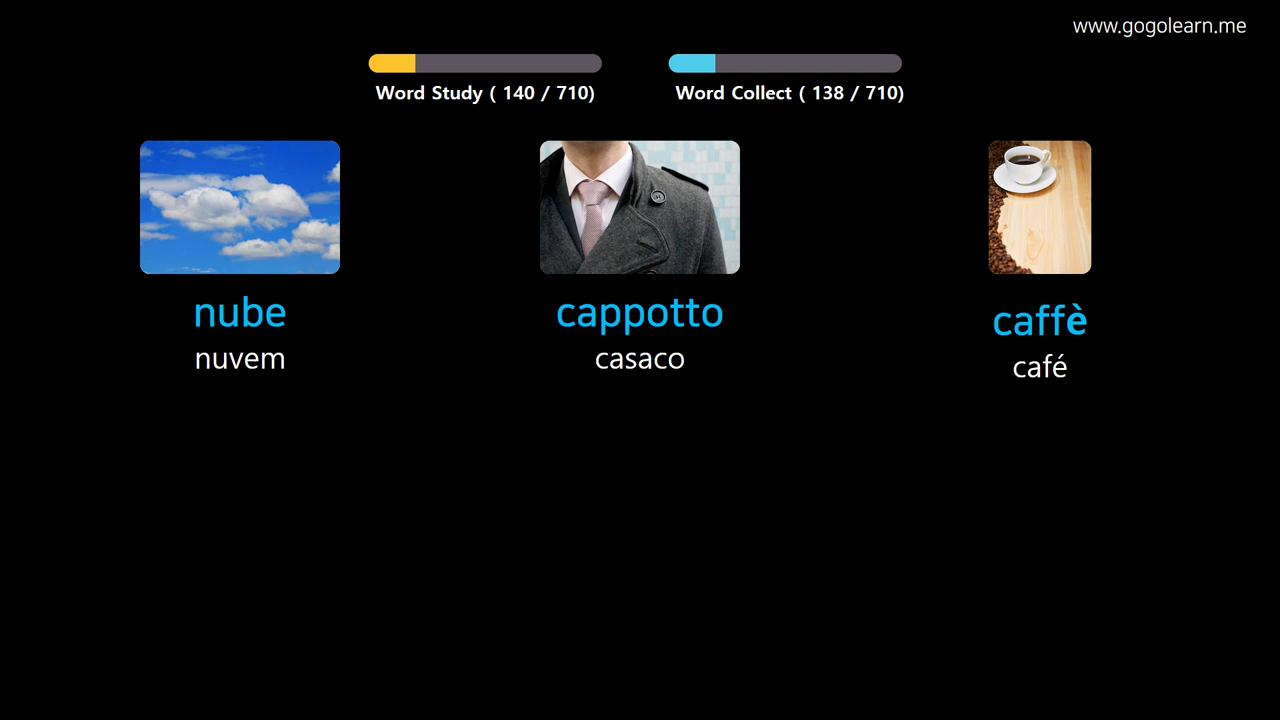 www.gogolearn.me
Word Study ( 140 / 710)
Word Collect ( 138 / 710)
nube
nuvem
cappotto
casaco
caffè
café